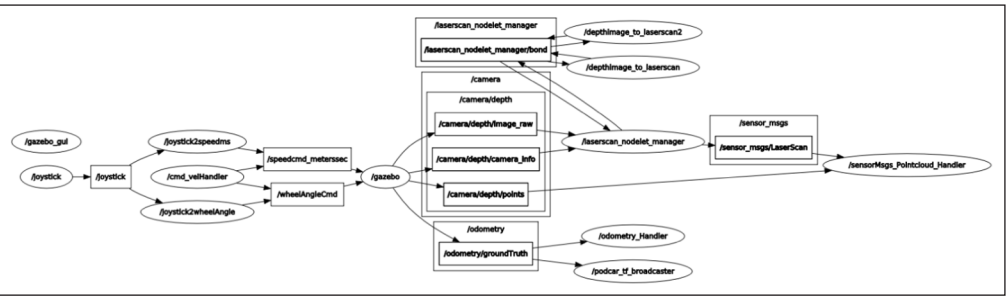 /laserscan_nodelet_manager
/laserscan_nodelet_manager/bond
/depthimage_to_laserscan2
/depthimage_to_laserscan
/camera
/camera/depth
/camera/depth/image_raw
/camera/depth/camera_info
/camera/depth/points
/laserscan_nodelet_manager
/sensor_msgs
/sensor_msgs/LaserScan
/sensorMsgs_Pointcloud_Handler
/gazebo_gui
/joystick
/joystick
/joystick2speedms
/cmd_velHandler
/joystick2wheelAngle
/speedcmd_meterssec
/wheelAngleCmd
/gazebo
/odometry
/odometry/groundTruth
/odometry_Handler
/podcar_tf_broadcaster